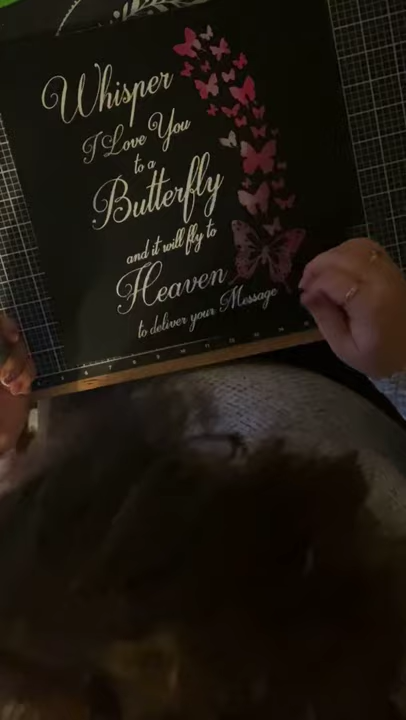 Whisper
I Love You
to a
Butterfly
and it will fly to
Heaven
to deliver your Message